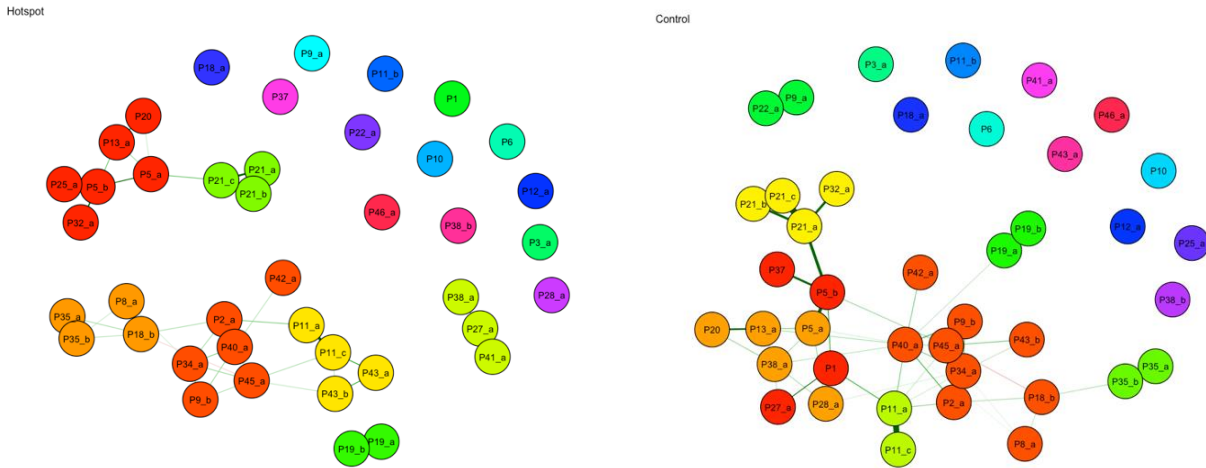 Hotspot
P18_a
P9_a
P11_b
P37
P1
P20
P22_a
P6
P13_a
P10
P5_a
P21_c
P21_a
P21_b
P25_a
P5_b
P12_a
P32_a
P46_a
P38_b
P3_a
P42_a
P28_a
P38_a
P8_a
P35_a
P35_b
P18_b
P2_a
P11_a
P27_a
P40_a
P11_c
P41_a
P34_a
P45_a
P43_a
P43_b
P9_b
P19_b
P19_a
Control
P3_a
P11_b
P41_a
P22_a
P9_a
P18_a
P6
P46_a
P43_a
P10
P21_b
P21_c
P32_a
P21_a
P12_a
P19_b
P19_a
P25_a
P37
P5_b
P42_a
P38_b
P20
P13_a
P5_a
P9_b
P40_a
P45_a
P43_b
P38_a
P1
P34_a
P35_a
P35_b
P27_a
P28_a
P11_a
P2_a
P18_b
P11_c
P8_a